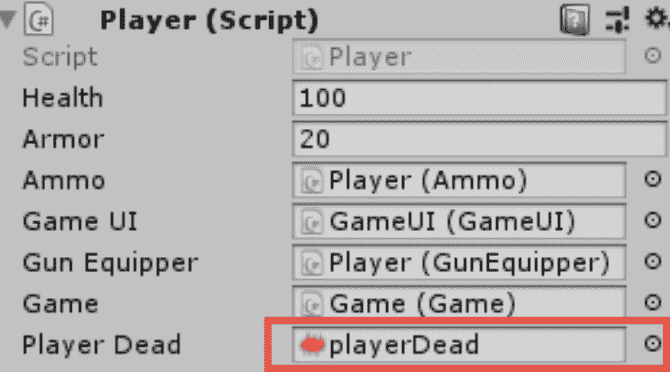 Player (Script)
Script Player
Health 100
Armor 20
Ammo Player (Ammo)
Game UI GameUI (GameUI)
Gun Equipper Player (GunEquipper)
Game Game (Game)
Player Dead playerDead